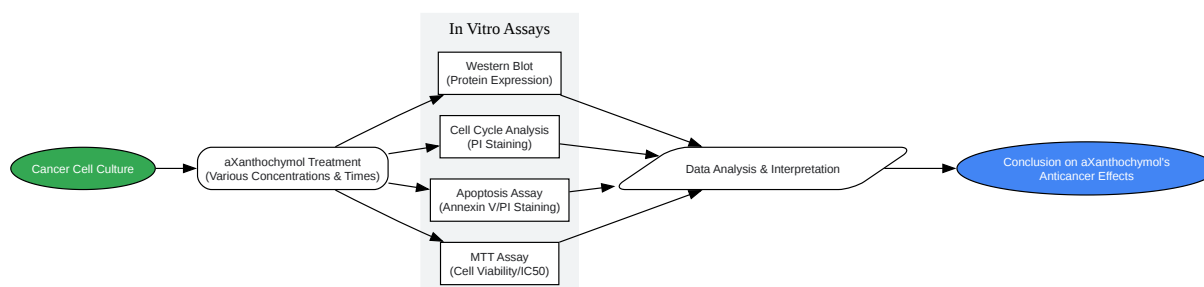 In Vitro Assays
Western Blot
(Protein Expression)
Cell Cycle Analysis
(PI Staining)
Cancer Cell Culture
aXanthochymol Treatment
(Various Concentrations & Times)
Data Analysis & Interpretation
Conclusion on aXanthochymol's
Anticancer Effects
Apoptosis Assay
(Annexin V/PI Staining)
MTT Assay
(Cell Viability/IC50)